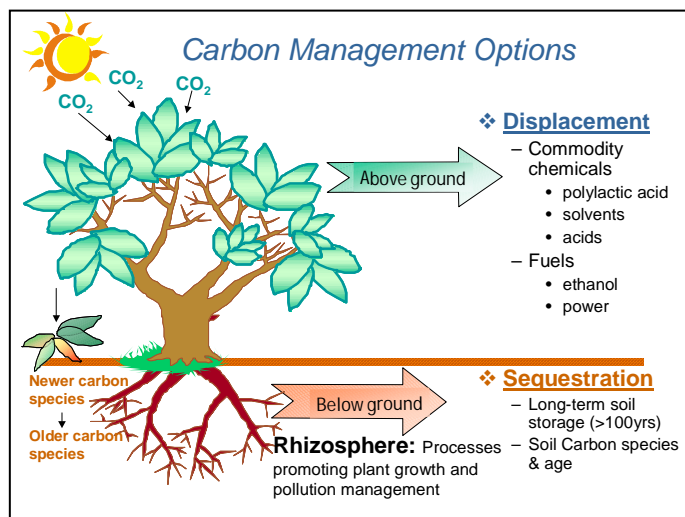 Carbon Management Options
CO2
CO2
CO2
Above ground
❖ Displacement
– Commodity
chemicals
• polylactic acid
• solvents
• acids
– Fuels
• ethanol
• power
Newer carbon
species
Older carbon
species
Below ground
Rhizosphere: Processes
promoting plant growth and
pollution management
❖ Sequestration
– Long-term soil
storage (>100yrs)
– Soil Carbon species
& age